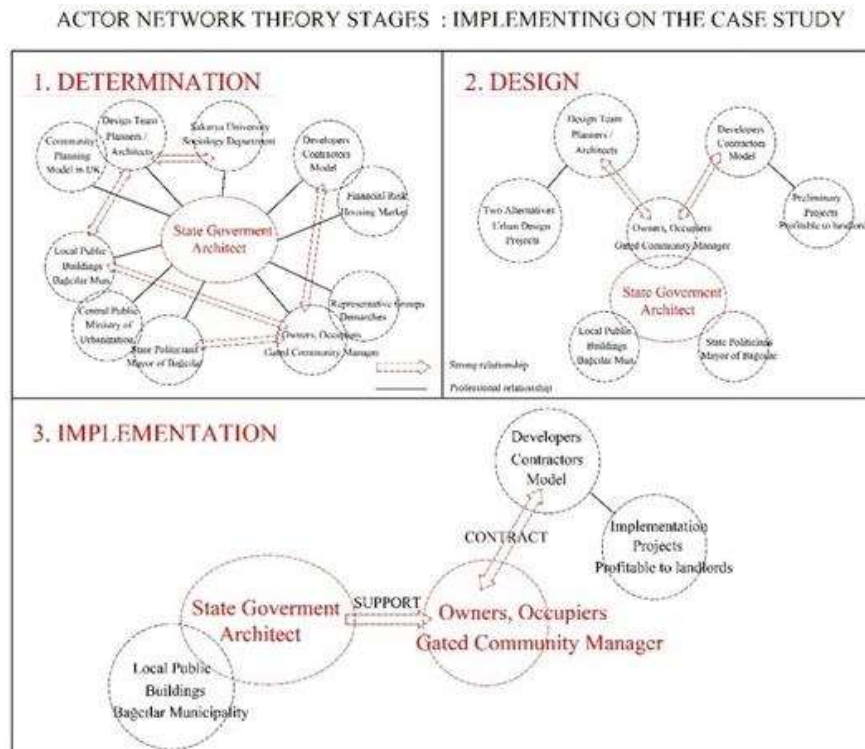 ACTOR NETWORK THEORY STAGES : IMPLEMENTING ON THE CASE STUDY
1. DETERMINATION
Design Team
Planners /
Architects
Sakarya University
Sociology Department
Community
Planning
Model in UK
Developers
Contractors
Model
Financial Risk
Housing Market
State Goverment
Architect
Local Public
Buildings
Bağcılar Mun.
Central Public
Ministry of
Urbanization
State Politicians
Mayor of Bağcılar
Representative Groups
Demarches
Owners, Occupiers
Gated Community Manager
Strong relationship
Professional relationship
2. DESIGN
Design Team
Planners /
Architects
Developers
Contractors
Model
Two Alternatives
Urban Design
Projects
Preliminary
Projects
Profitable to landlords
Owners, Occupiers
Gated Community Manager
State Goverment
Architect
Local Public
Buildings
Bağcılar Mun.
State Politicians
Mayor of Bağcılar
3. IMPLEMENTATION
Developers
Contractors
Model
CONTRACT
Implementation
Projects
Profitable to landlords
State Goverment
Architect
SUPPORT
Owners, Occupiers
Gated Community Manager
Local Public
Buildings
Bağcılar Municipality